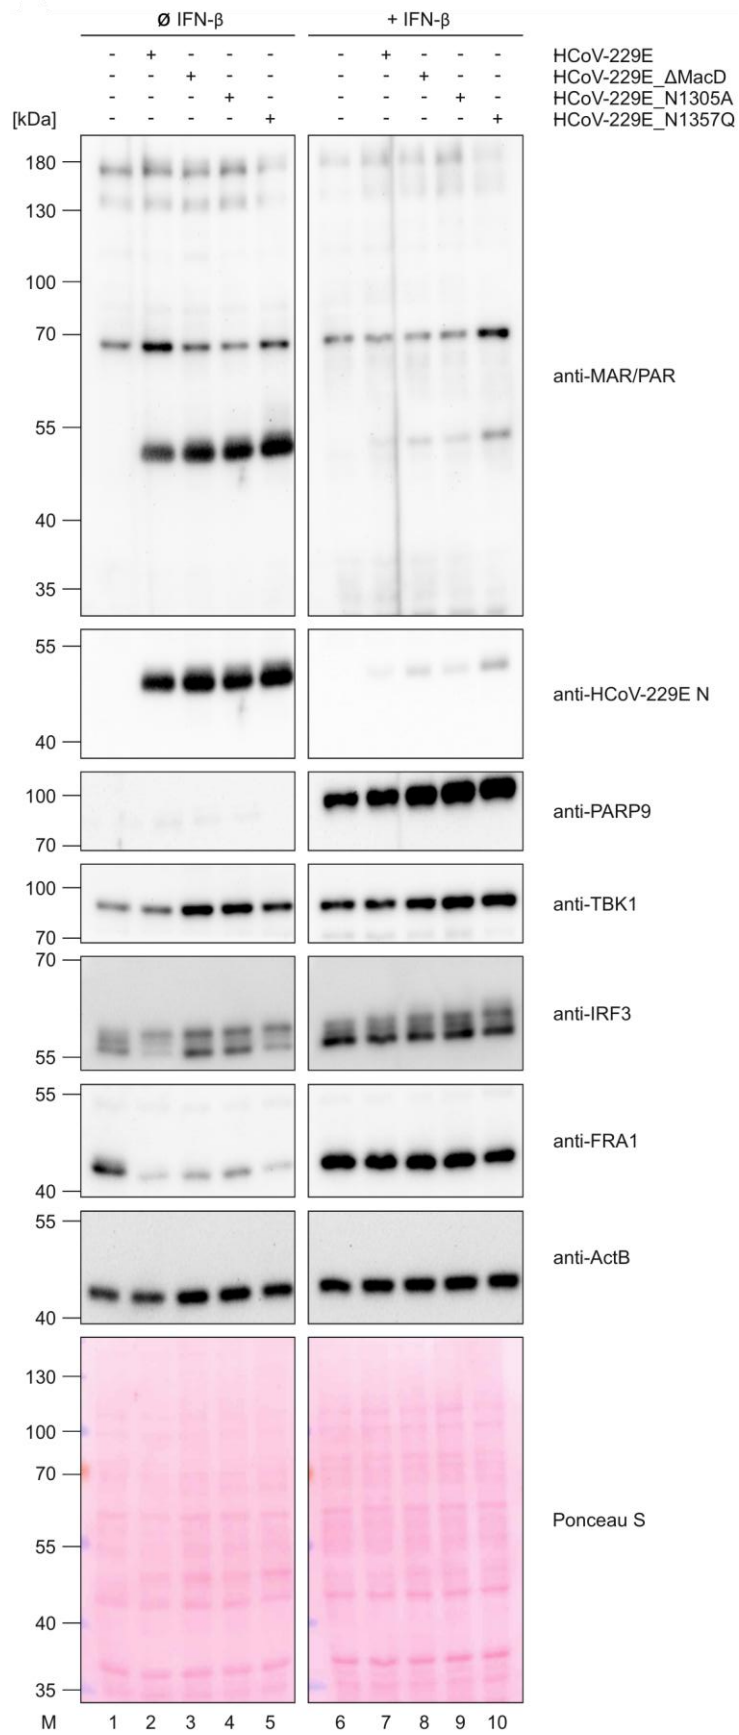 Ø IFN-β + IFN-β
- + - - - - + - - - HCoV-229E
- - + - - - - + - - HCoV-229E_ΔMacD
- - - + - - - - + - HCoV-229E_N1305A
[kDa] - - - - + - - - - + HCoV-229E_N1357Q
180
130
100
70
anti-MAR/PAR
55
40
35
55
anti-HCoV-229E N
40
100
anti-PARP9
70
100
anti-TBK1
70
70
anti-IRF3
55
55
anti-FRA1
40
55
anti-ActB
40
130
100
70
Ponceau S
55
40
35
M 1 2 3 4 5 6 7 8 9 10